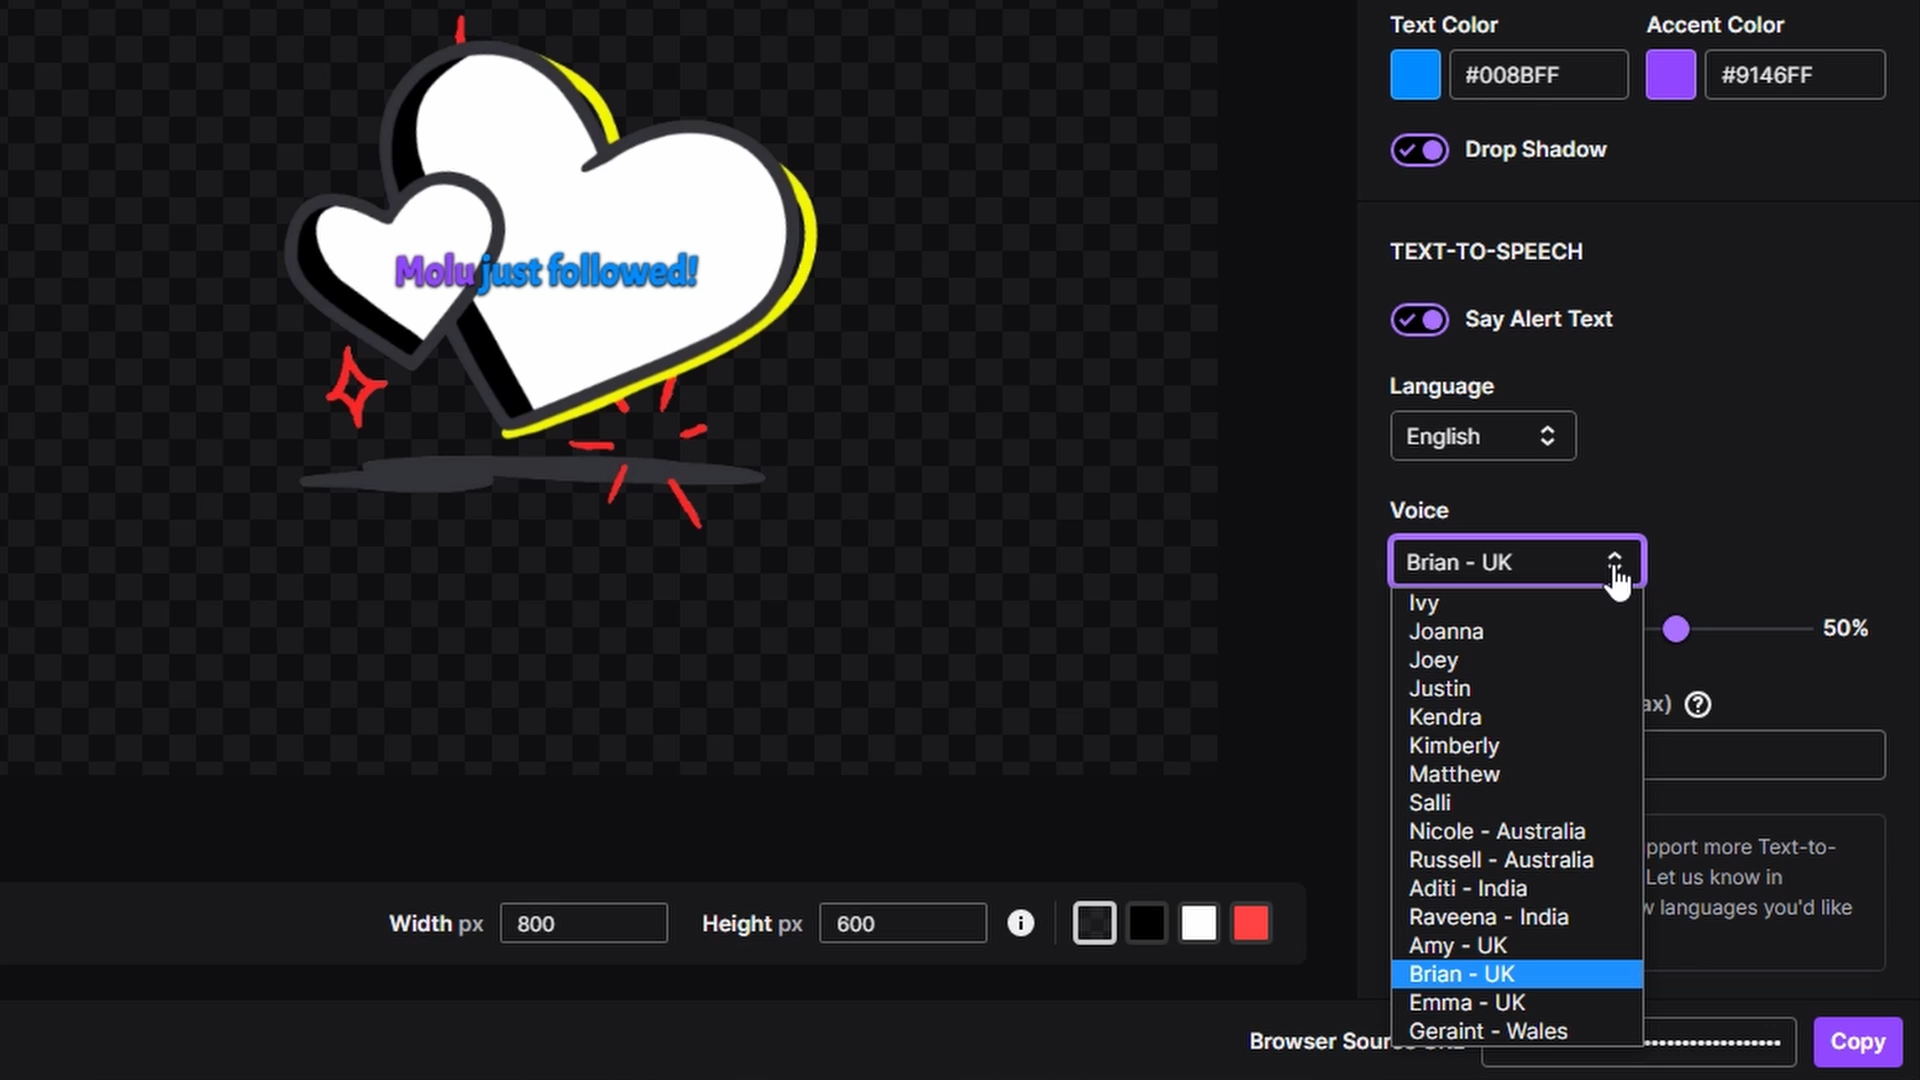 Text Color
Accent Color
#008BFF
#9146FF
Drop Shadow
Molu just followed!
TEXT-TO-SPEECH
Say Alert Text
Language
English
Voice
Brian - UK
Ivy
Joanna
Joey
Justin
Kendra
Kimberly
Matthew
Salli
Nicole - Australia
Russell - Australia
Aditi - India
Raveena - India
Amy - UK
Brian - UK
Emma - UK
Geraint - Wales
50%
ax)
pport more Text-to-
Let us know in
w languages you'd like
Width px
800
Height px
600
Browser Sour
Copy